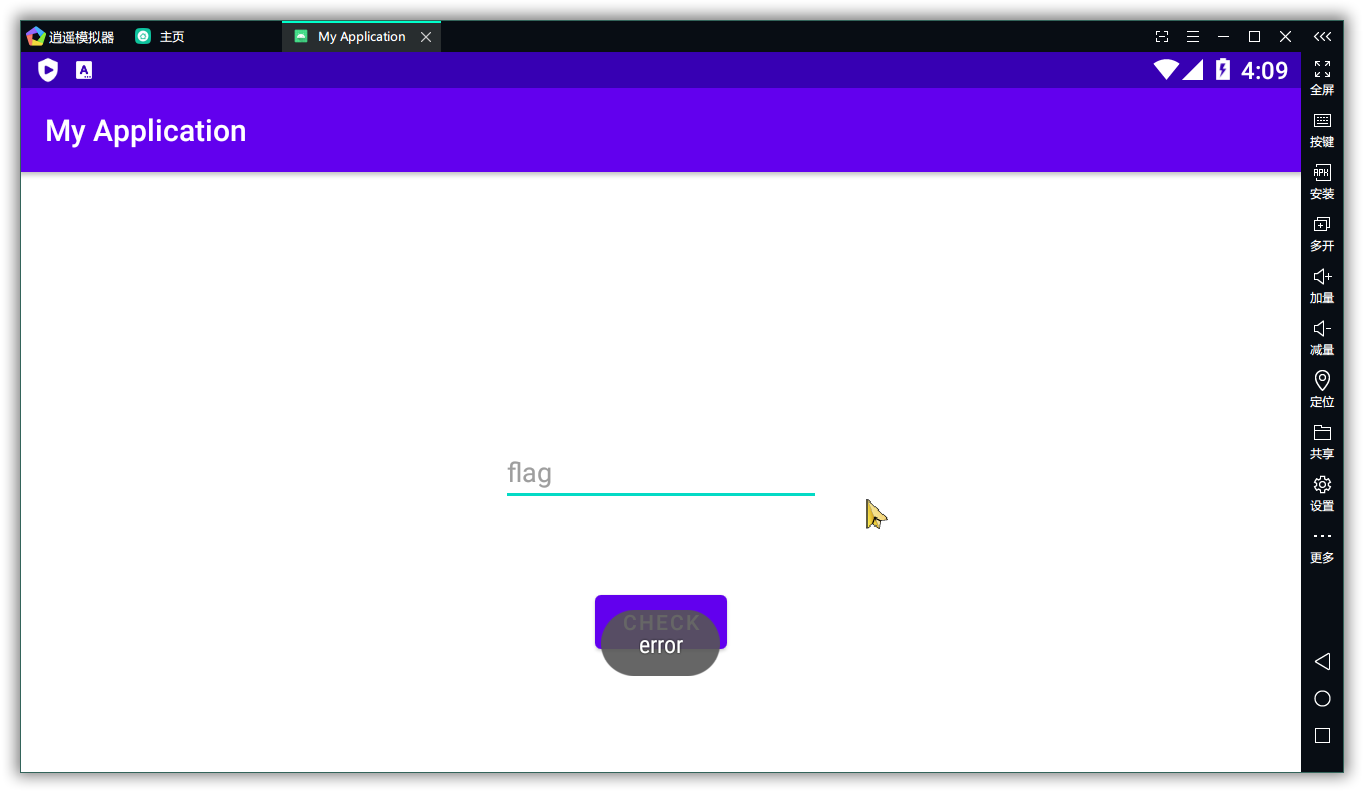 逍遥模拟器 主页 My Application
4:09
My Application
flag
CHECK
error
全屏
按键
APK
安装
多开
加量
减量
定位
共享
设置
更多